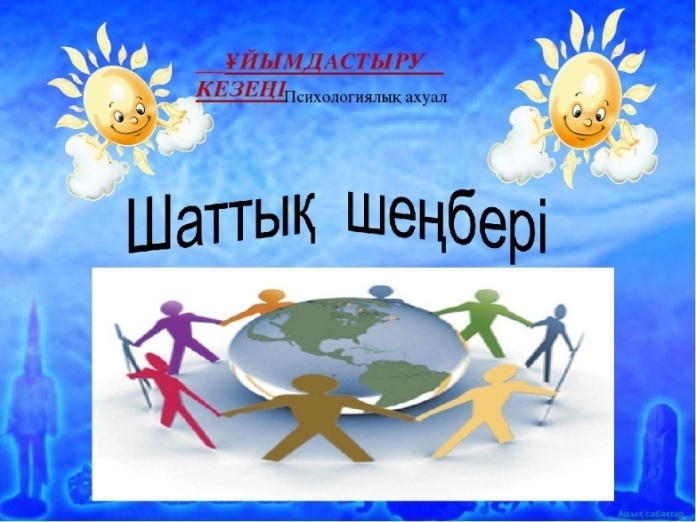 ҰЙЫМДАСТЫРУ
КЕЗЕҢІ
Психологиялық ахуал
Шаттық шеңбері
Ашық сабақтар